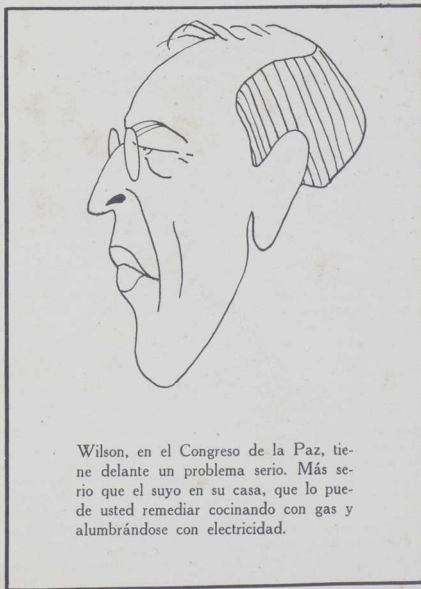 Wilson, en el Congreso de la Paz, tie-
ne delante un problema serio. Más se-
rio que el suyo en su casa, que lo pue-
de usted remediar cocinando con gas y
alumbrándose con electricidad.